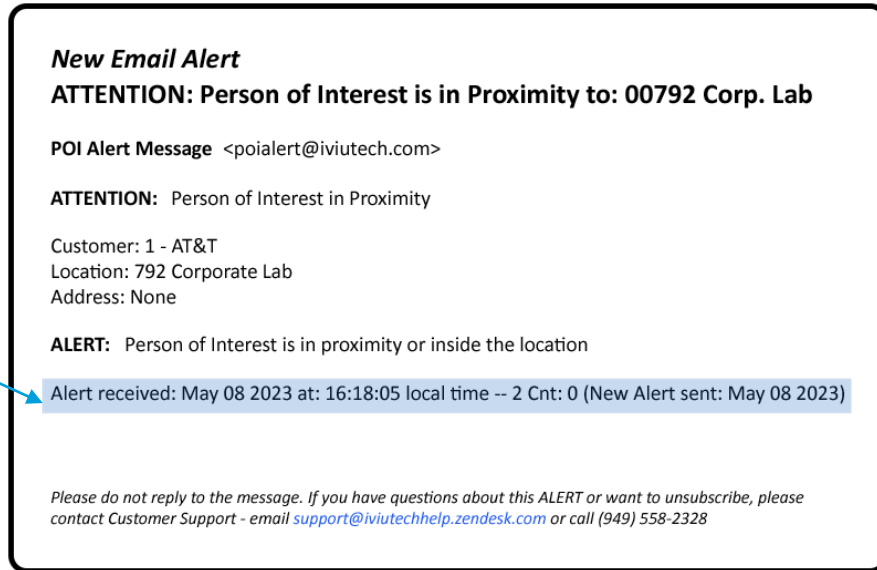 New Email Alert
ATTENTION: Person of Interest is in Proximity to: 00792 Corp. Lab
POI Alert Message <poialert@iviutech.com>
ATTENTION: Person of Interest in Proximity
Customer: 1 - AT&T
Location: 792 Corporate Lab
Address: None
ALERT: Person of Interest is in proximity or inside the location
Alert received: May 08 2023 at: 16:18:05 local time -- 2 Cnt: 0 (New Alert sent: May 08 2023)
Please do not reply to the message. If you have questions about this ALERT or want to unsubscribe, please
contact Customer Support - email support@iviutechhelp.zendesk.com or call (949) 558-2328